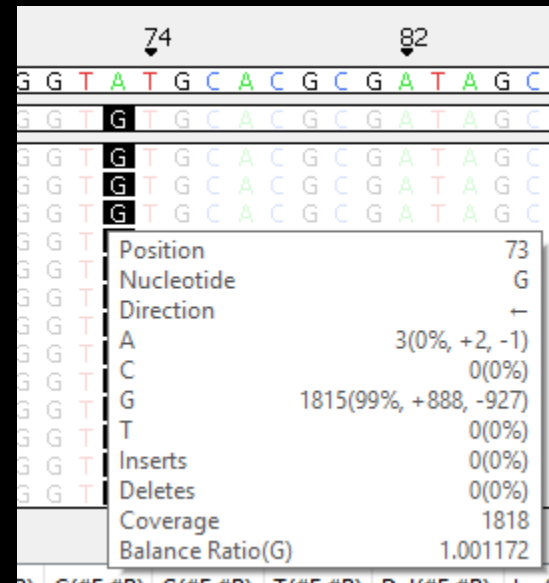 74 82
G G T A T G C A C G C G A T A G C
G G T G T G C A C G C G A T A G C
G G T G T G C A C G C G A T A G C
G G T G T G C A C G C G A T A G C
G G T G T G C A C G C G A T A G C
G G T
G G T
G G T
G G T
G G T
G G T
G G T
G G T
G G T
G G T
Position 73
Nucleotide G
Direction ←
A 3(0%, +2, -1)
C 0(0%)
G 1815(99%, +888, -927)
T 0(0%)
Inserts 0(0%)
Deletes 0(0%)
Coverage 1818
Balance Ratio(G) 1.001172